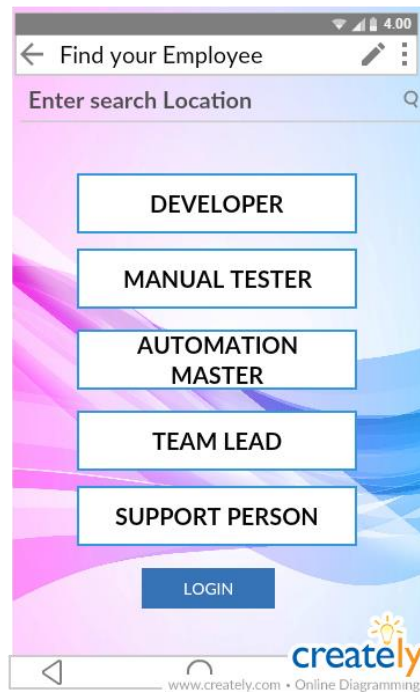 4.00
Find your Employee
Enter search Location
DEVELOPER
MANUAL TESTER
AUTOMATION
MASTER
TEAM LEAD
SUPPORT PERSON
LOGIN
creately
www.creately.com • Online Diagramming